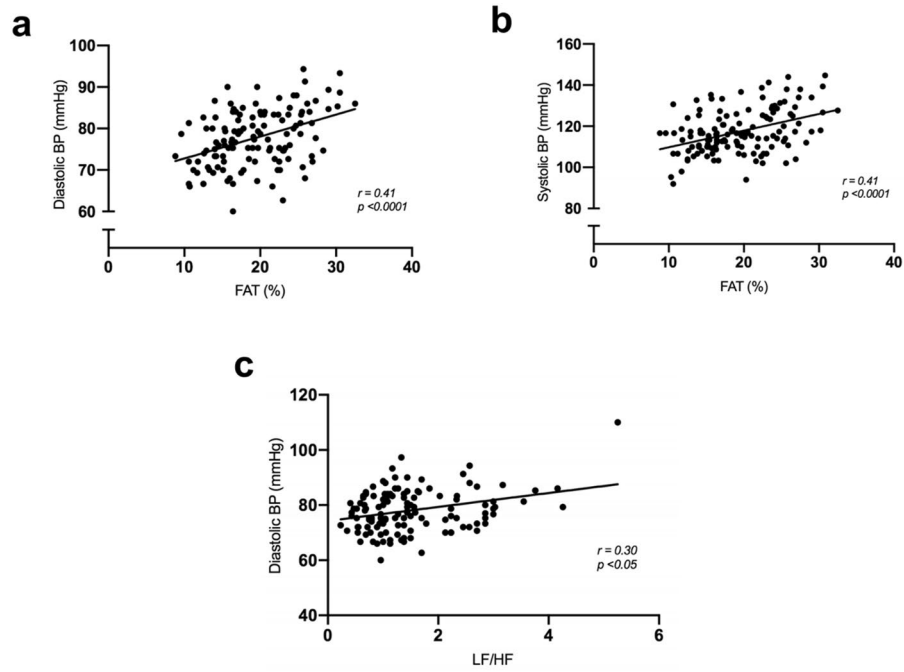 a
100
90
80
70
60
Diastolic BP (mmHg)
r = 0.41
p <0.0001
0
10
20
30
40
FAT (%)
b
160
140
120
100
80
Systolic BP (mmHg)
r = 0.41
p <0.0001
0
10
20
30
40
FAT (%)
c
120
100
80
60
40
Diastolic BP (mmHg)
r = 0.30
p <0.05
0
2
4
6
LF/HF